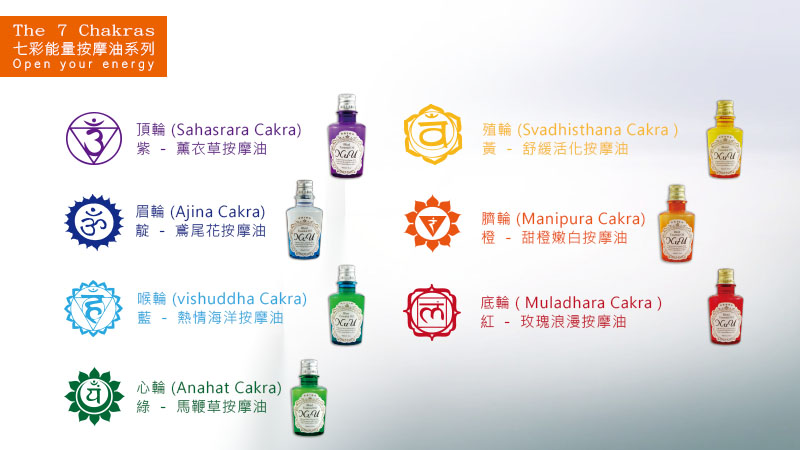 The 7 Chakras
七彩能量按摩油系列
Open your energy
頂輪 (Sahasrara Cakra)
紫 - 薰衣草按摩油
眉輪 (Ajina Cakra)
靛 - 鳶尾花按摩油
喉輪 (vishuddha Cakra)
藍 - 熱情海洋按摩油
心輪 (Anahat Cakra)
綠 - 馬鞭草按摩油
殖輪 (Svadhisthana Cakra )
黃 - 舒緩活化按摩油
臍輪 (Manipura Cakra)
橙 - 甜橙嫩白按摩油
底輪 ( Muladhara Cakra )
紅 - 玫瑰浪漫按摩油